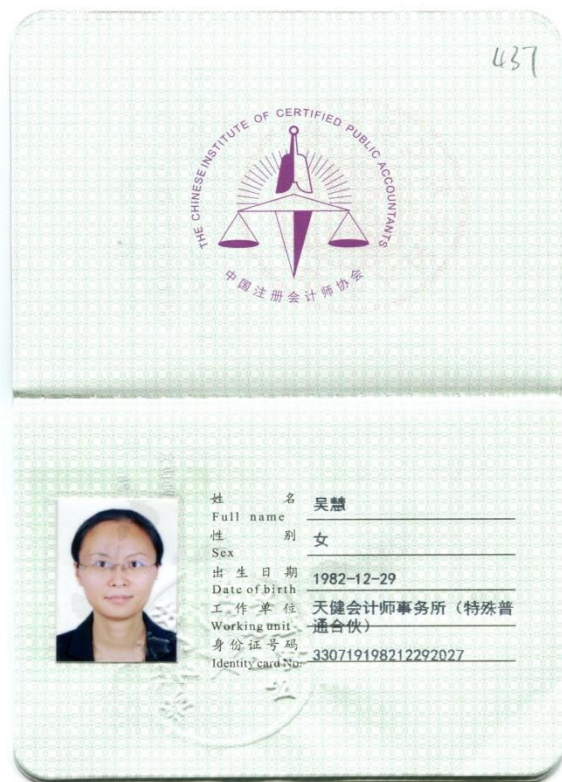 437
THE CHINESE INSTITUTE OF CERTIFIED PUBLIC ACCOUNTANTS
中国注册会计师协会
姓 名 吴慧
Full name
性 别 女
Sex
出生日期 1982-12-29
Date of birth
工作单位 天健会计师事务所（特殊普
Working unit 通合伙）
身份证号码 330719198212292027
Identity card No.